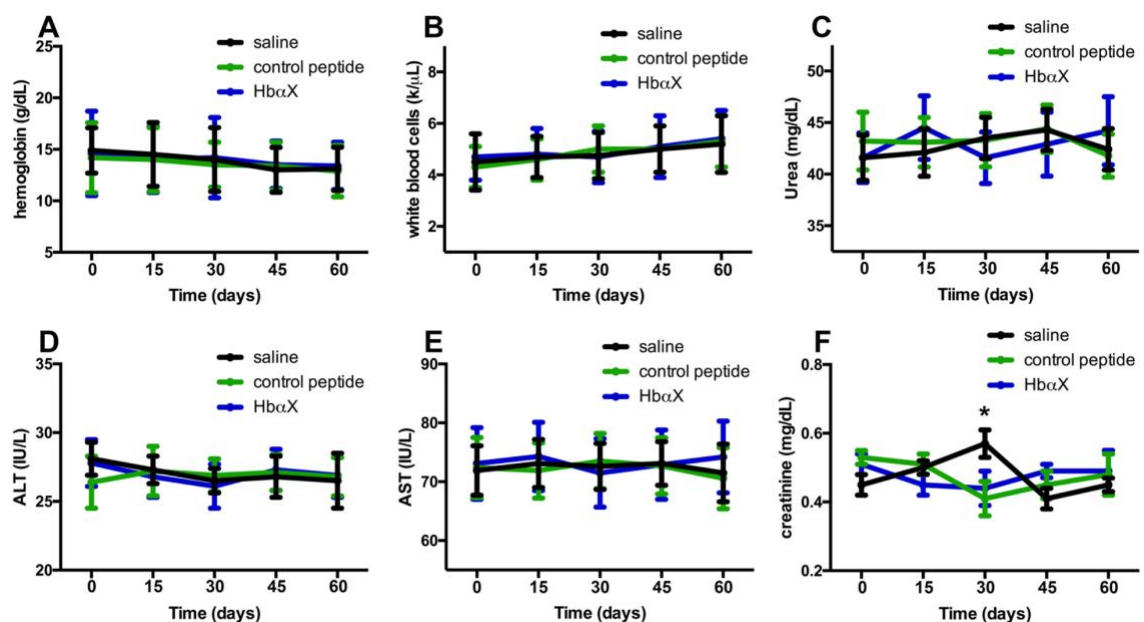 A
saline
control peptide
HbαX
hemoglobin (g/dL)
25
20
15
10
5
0 15 30 45 60
Time (days)
B
saline
control peptide
HbαX
white blood cells (k/μL)
8
6
4
2
0 15 30 45 60
Time (days)
C
saline
control peptide
HbαX
Urea (mg/dL)
50
45
40
35
0 15 30 45 60
Tiime (days)
D
saline
control peptide
HbαX
ALT (IU/L)
35
30
25
20
0 15 30 45 60
Time (days)
E
saline
control peptide
HbαX
AST (IU/L)
90
80
70
60
0 15 30 45 60
Time (days)
F
saline
control peptide
HbαX
creatinine (mg/dL)
0.8
0.6
0.4
0.2
*
0 15 30 45 60
Time (days)